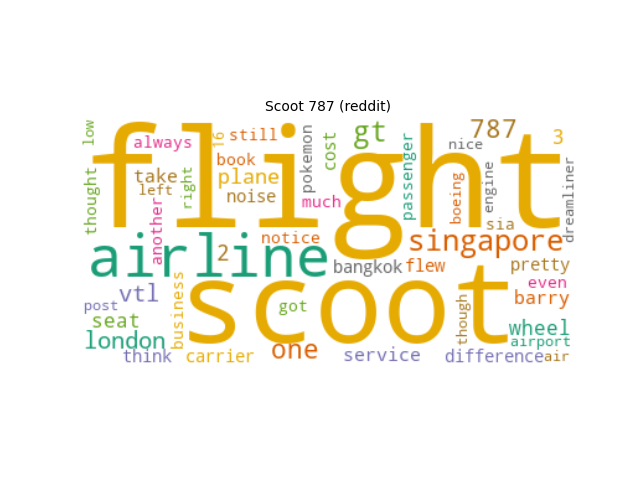 Scoot 787 (reddit)
flight
scoot
airline
singapore
low
always
16
still
gt
787
3
book
pokemon
cost
passenger
nice
thought
take
left
right
plane
noise
much
boeing
engine
dreamliner
another
2
notice
sia
bangkok
flew
pretty
vtl
business
got
though
even
barry
post
seat
london
wheel
airport
think
carrier
one
service
difference
air